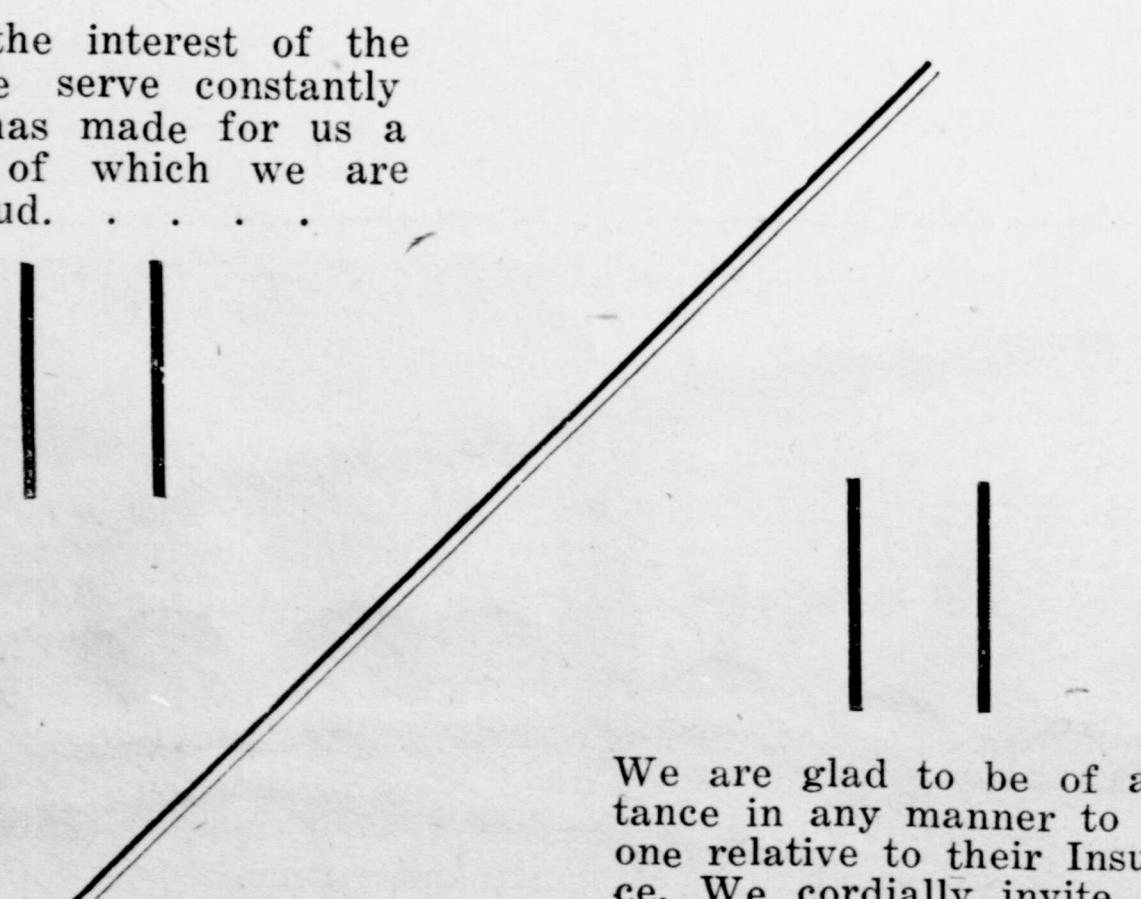 the interest of the
serve constantly
has made for us a
of which we are
ud. . . . .
We are glad to be of a
tance in any manner to
one relative to their Insu
ce. We cordially invite